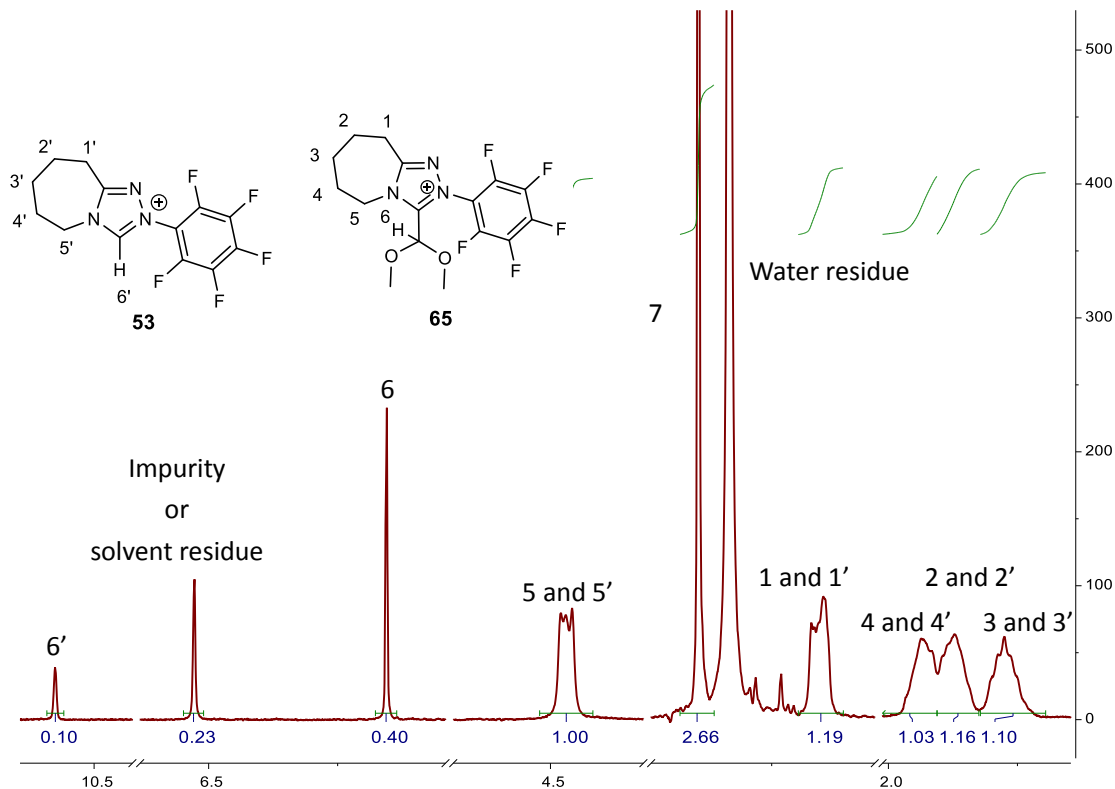 500
400
300
200
100
0
2' 1'
3'
4'
5'
N
N
N
⊕
H
6'
F
F
F
F
F
53
2 1
3
4
5
6
N
N
N
⊕
H
O
O
F
F
F
F
F
65
Water residue
7
6
Impurity
or
solvent residue
6’
5 and 5’
1 and 1’
2 and 2’
4 and 4’
3 and 3’
0.10 0.23 0.40 1.00 2.66 1.19 1.03 1.16 1.10
10.5 6.5 4.5 2.0